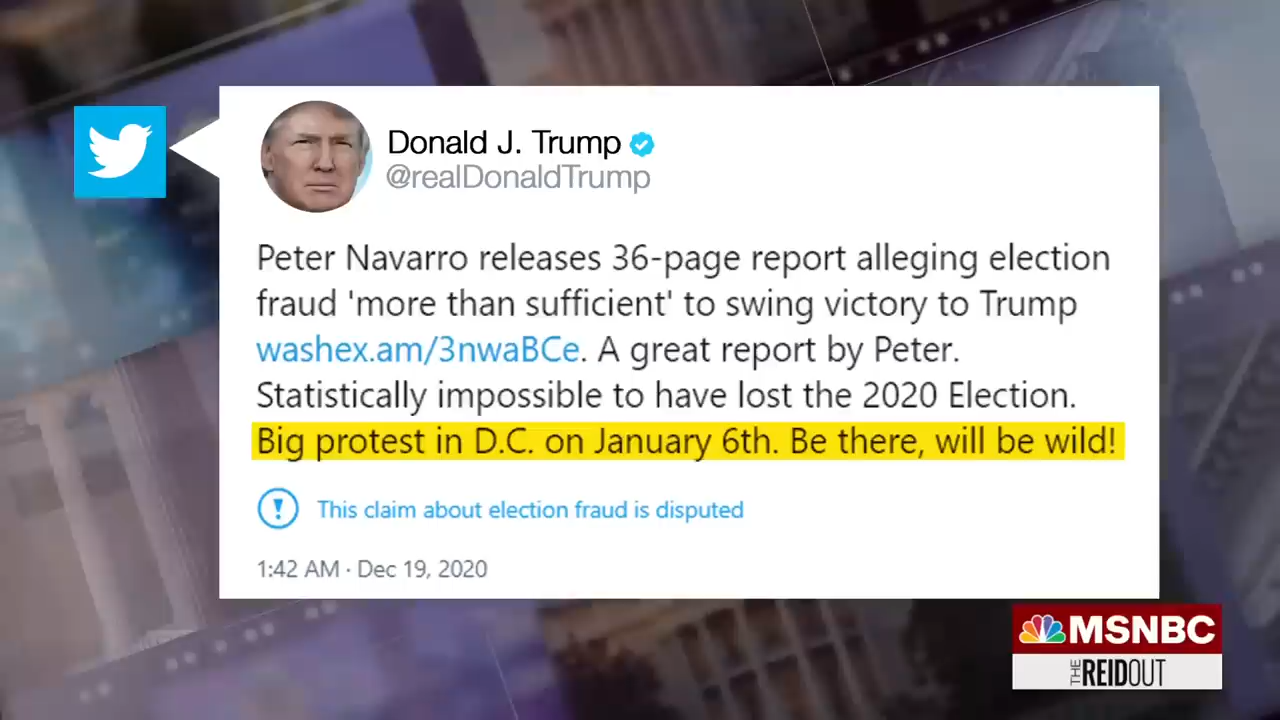 Donald J. Trump
@realDonaldTrump
Peter Navarro releases 36-page report alleging election
fraud 'more than sufficient' to swing victory to Trump
washex.am/3nwaBCe. A great report by Peter.
Statistically impossible to have lost the 2020 Election.
Big protest in D.C. on January 6th. Be there, will be wild!
This claim about election fraud is disputed
1:42 AM · Dec 19, 2020
MSNBC
THE REIDOUT